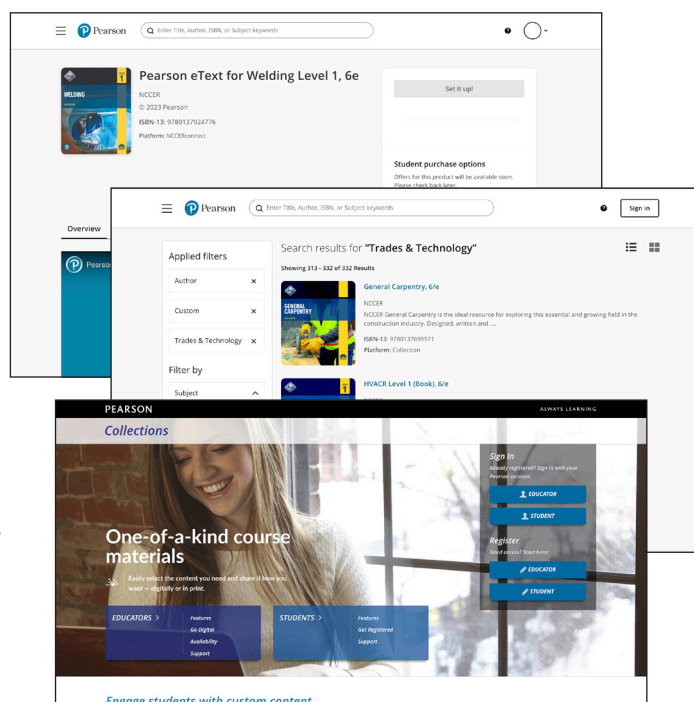 Pearson
Enter Title, Author, ISBN, or Subject keywords
WELDING
1
Pearson eText for Welding Level 1, 6e
NCCER
© 2023 Pearson
ISBN-13: 9780137924776
Platform: NCCERconnect
Set it up!
Student purchase options
Offers for this product will be available soon.
Please check back later.
Overview
Pearson
Pearson
Enter Title, Author, ISBN, or Subject keywords
Sign in
Applied filters
Author
Custom
Trades & Technology
Filter by
Subject
Search results for "Trades & Technology"
Showing 313 - 332 of 332 Results
GENERAL
CARPENTRY
General Carpentry, 6/e
NCCER
NCCER General Carpentry is the ideal resource for exploring this essential and growing field in the
construction industry. Designed, written and ....
ISBN-13: 9780137699971
Platform: Collection
1
HVACR Level 1 (Book), 6/e
PEARSON
ALWAYS LEARNING
Collections
Sign In
Already registered? Sign in with your
Pearson account.
EDUCATOR
STUDENT
Register
Need access? Start here!
EDUCATOR
STUDENT
One-of-a-kind course
materials
Easily select the content you need and share it how you
want — digitally or in print.
EDUCATORS >
Features
Go Digital
Availability
Support
STUDENTS >
Features
Get Registered
Support
Engage students with custom content